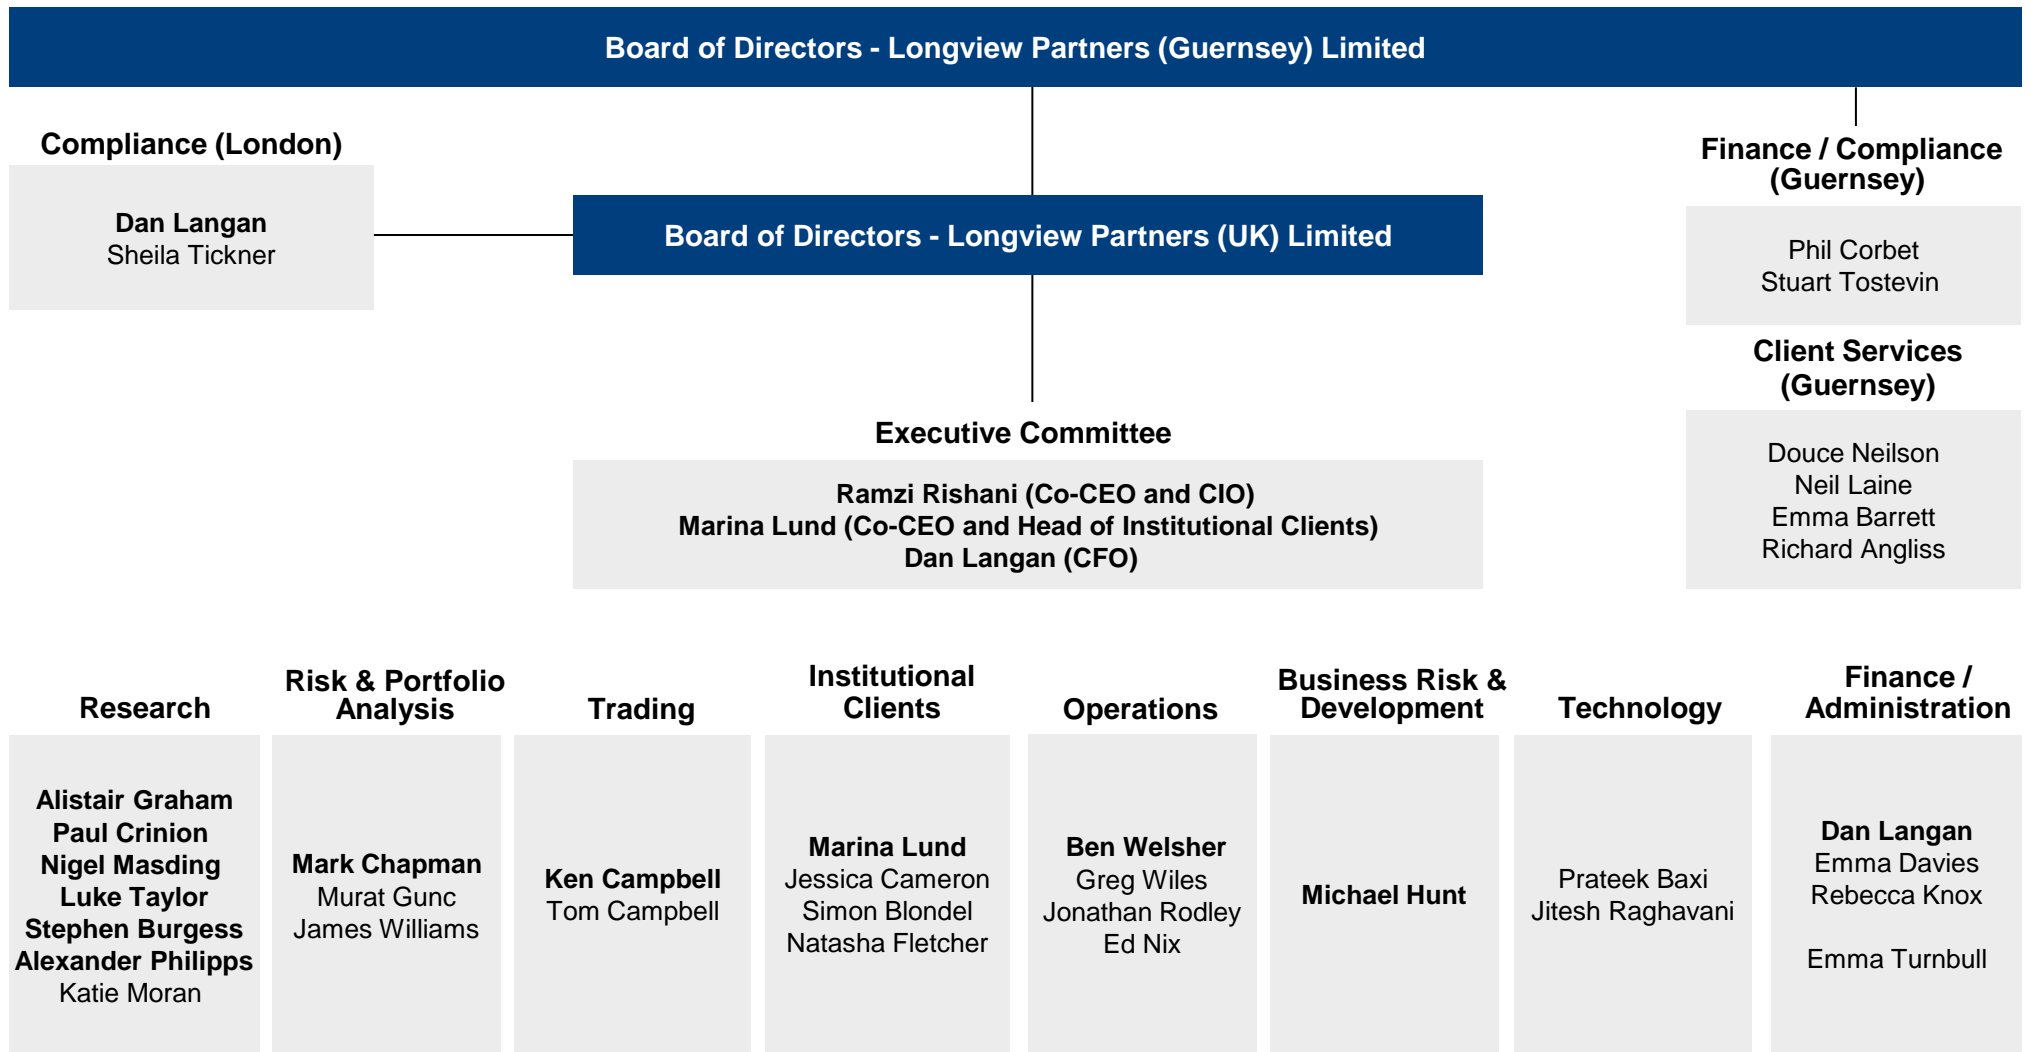 Board of Directors - Longview Partners (Guernsey) Limited
Compliance (London)
Dan Langan
Sheila Tickner
Board of Directors - Longview Partners (UK) Limited
Finance / Compliance
(Guernsey)
Phil Corbet
Stuart Tostevin
Client Services
(Guernsey)
Douce Neilson
Neil Laine
Emma Barrett
Richard Angliss
Executive Committee
Ramzi Rishani (Co-CEO and CIO)
Marina Lund (Co-CEO and Head of Institutional Clients)
Dan Langan (CFO)
Research
Alistair Graham
Paul Crinion
Nigel Masding
Luke Taylor
Stephen Burgess
Alexander Philipps
Katie Moran
Risk & Portfolio
Analysis
Mark Chapman
Murat Gunc
James Williams
Trading
Ken Campbell
Tom Campbell
Institutional
Clients
Marina Lund
Jessica Cameron
Simon Blondel
Natasha Fletcher
Operations
Ben Welsher
Greg Wiles
Jonathan Rodley
Ed Nix
Business Risk &
Development
Michael Hunt
Technology
Prateek Baxi
Jitesh Raghavani
Finance /
Administration
Dan Langan
Emma Davies
Rebecca Knox
Emma Turnbull